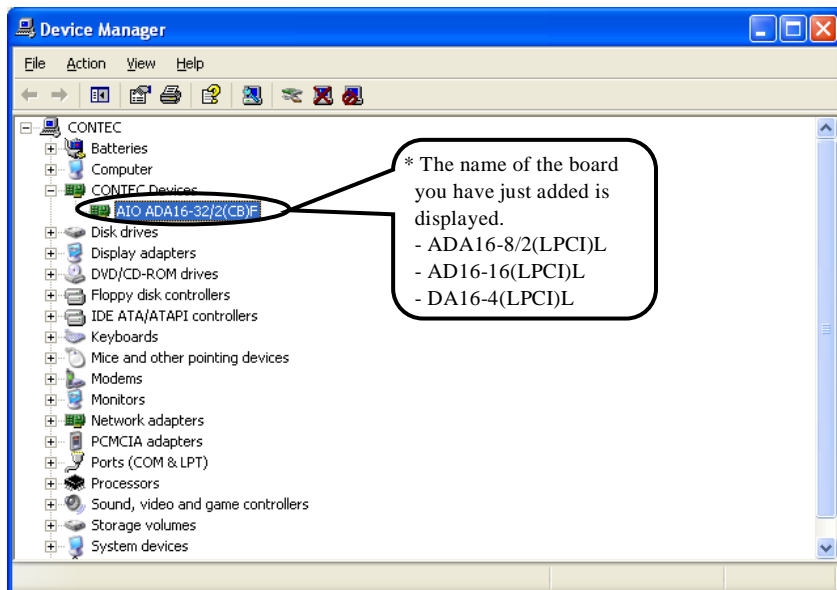 Device Manager
File Action View Help
CONTEC
Batteries
Computer
CONTEC Devices
AIO ADA16-32/2(CB)F
Disk drives
Display adapters
DVD/CD-ROM drives
Floppy disk controllers
IDE ATA/ATAPI controllers
Keyboards
Mice and other pointing devices
Modems
Monitors
Network adapters
PCMCIA adapters
Ports (COM & LPT)
Processors
Sound, video and game controllers
Storage volumes
System devices
* The name of the board
you have just added is
displayed.
- ADA16-8/2(LPCI)L
- AD16-16(LPCI)L
- DA16-4(LPCI)L